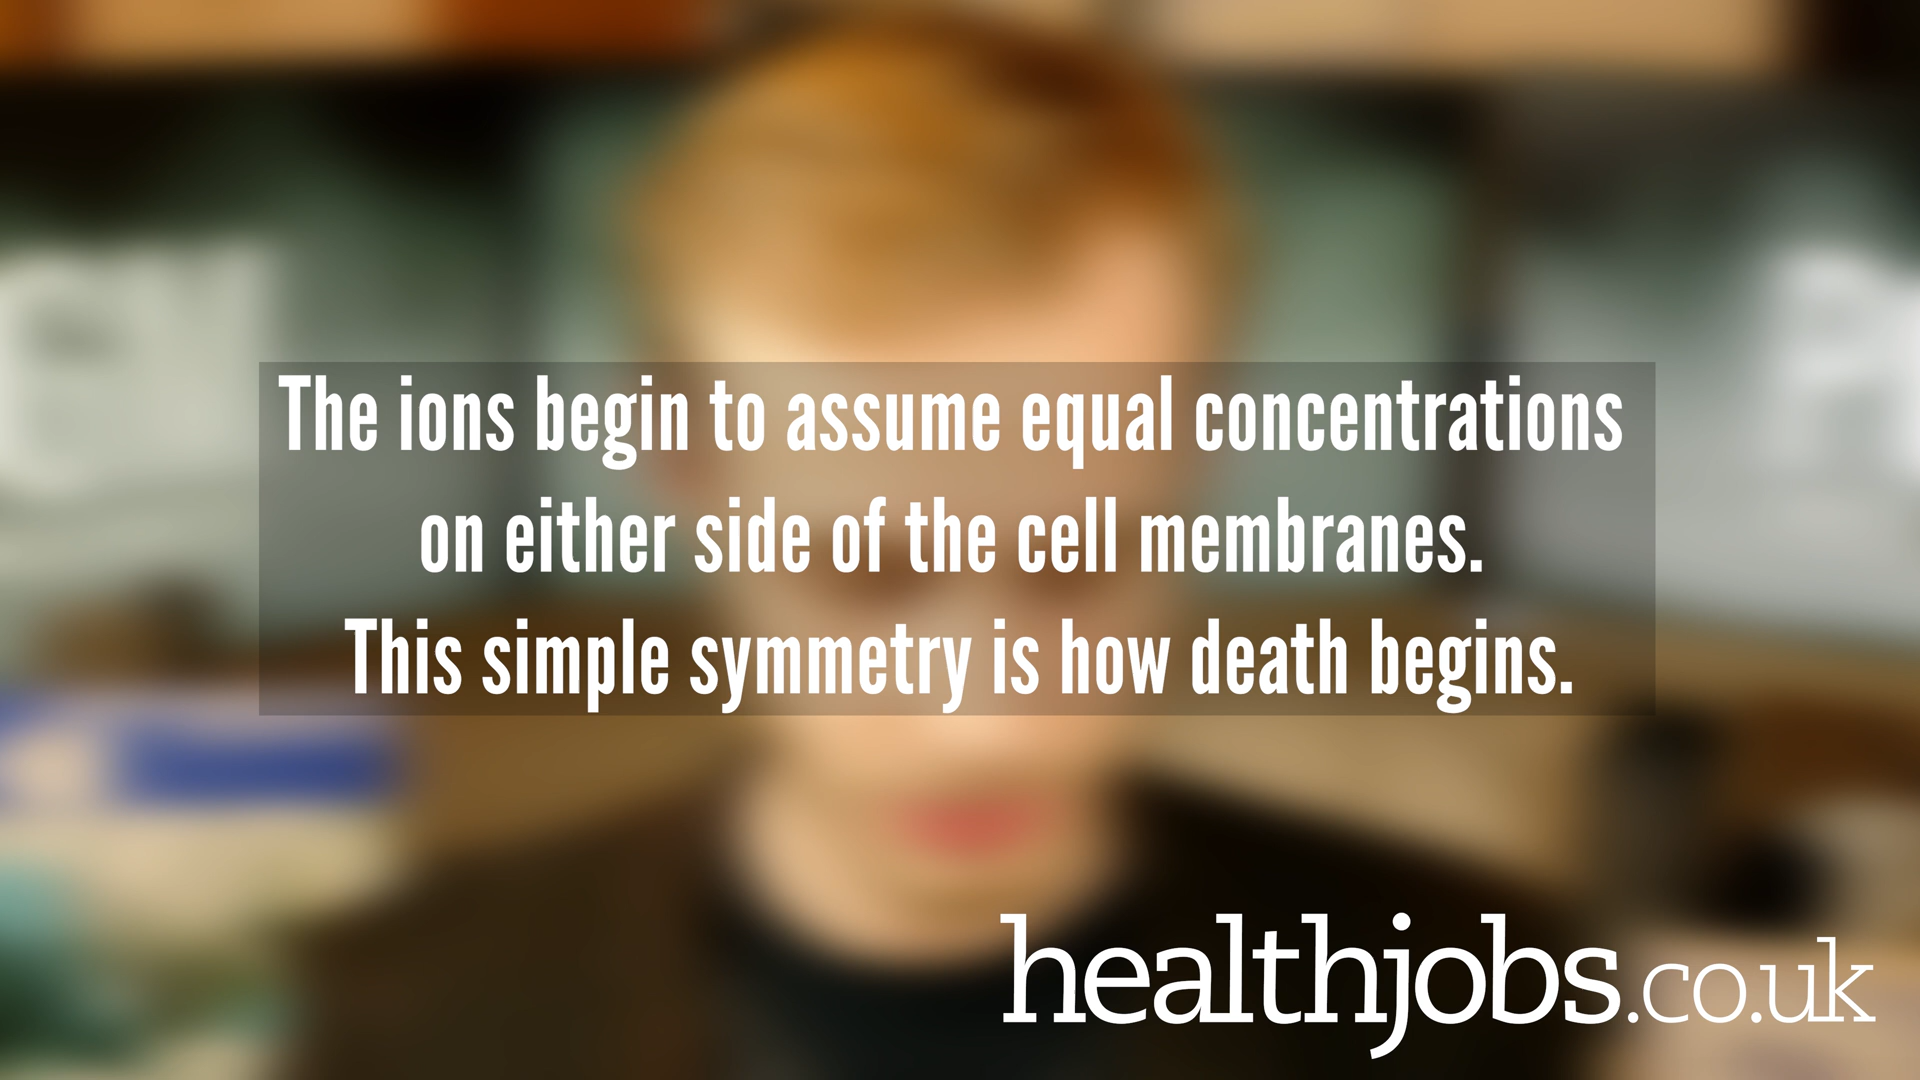 The ions begin to assume equal concentrations
on either side of the cell membranes.
This simple symmetry is how death begins.
healthjobs.co.uk